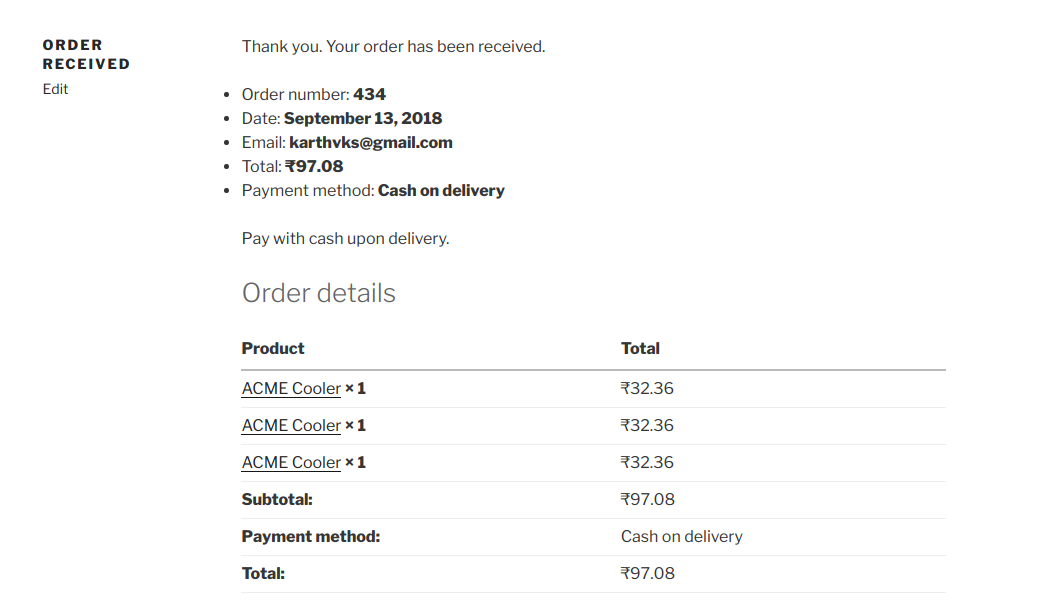 ORDER
RECEIVED
Edit
Thank you. Your order has been received.
Order number: 434
Date: September 13, 2018
Email: karthvks@gmail.com
Total: ₹97.08
Payment method: Cash on delivery
Pay with cash upon delivery.
Order details
Product Total
ACME Cooler × 1 ₹32.36
ACME Cooler × 1 ₹32.36
ACME Cooler × 1 ₹32.36
Subtotal: ₹97.08
Payment method: Cash on delivery
Total: ₹97.08